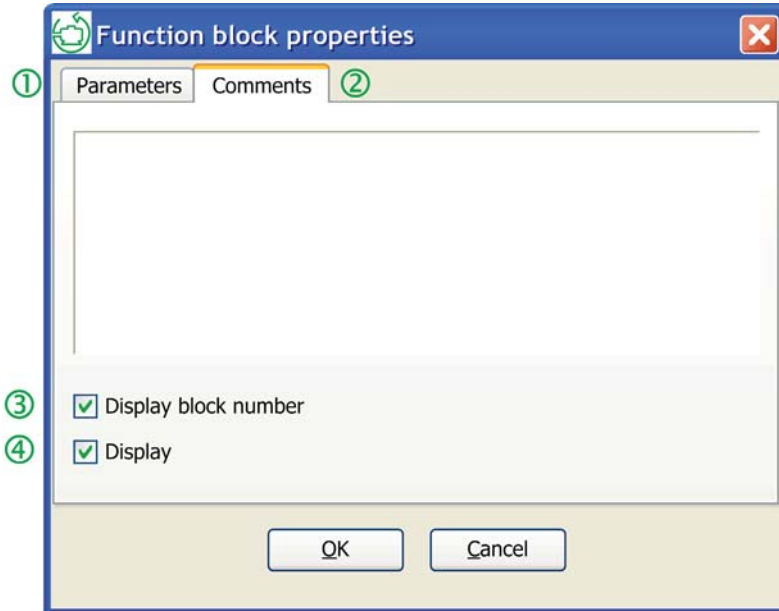 Function block properties
① Parameters Comments ②
③ Display block number
④ Display
OK Cancel